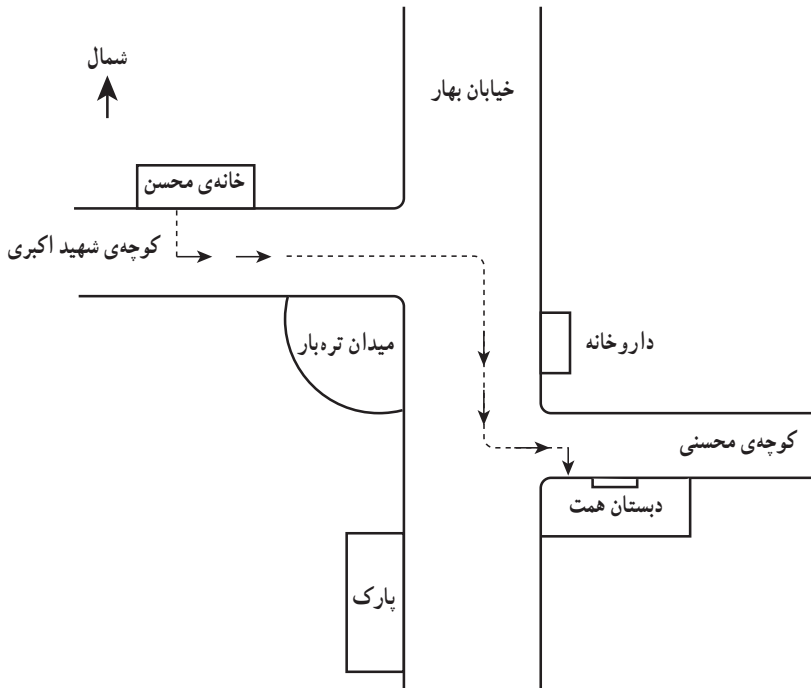 شمال
خیابان بهار
خانه‌ی محسن
کوچه‌ی شهید اکبری
میدان تره‌بار
داروخانه
کوچه‌ی محسنی
دبستان همت
پارک